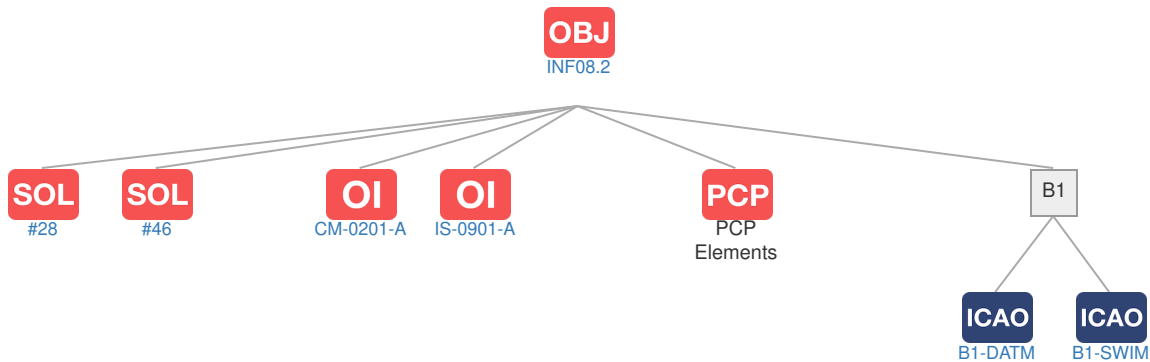 OBJ
INF08.2
SOL
SOL
OI
OI
PCP
B1
#28
#46
CM-0201-A
IS-0901-A
PCP
Elements
ICAO
ICAO
B1-DATM
B1-SWIM